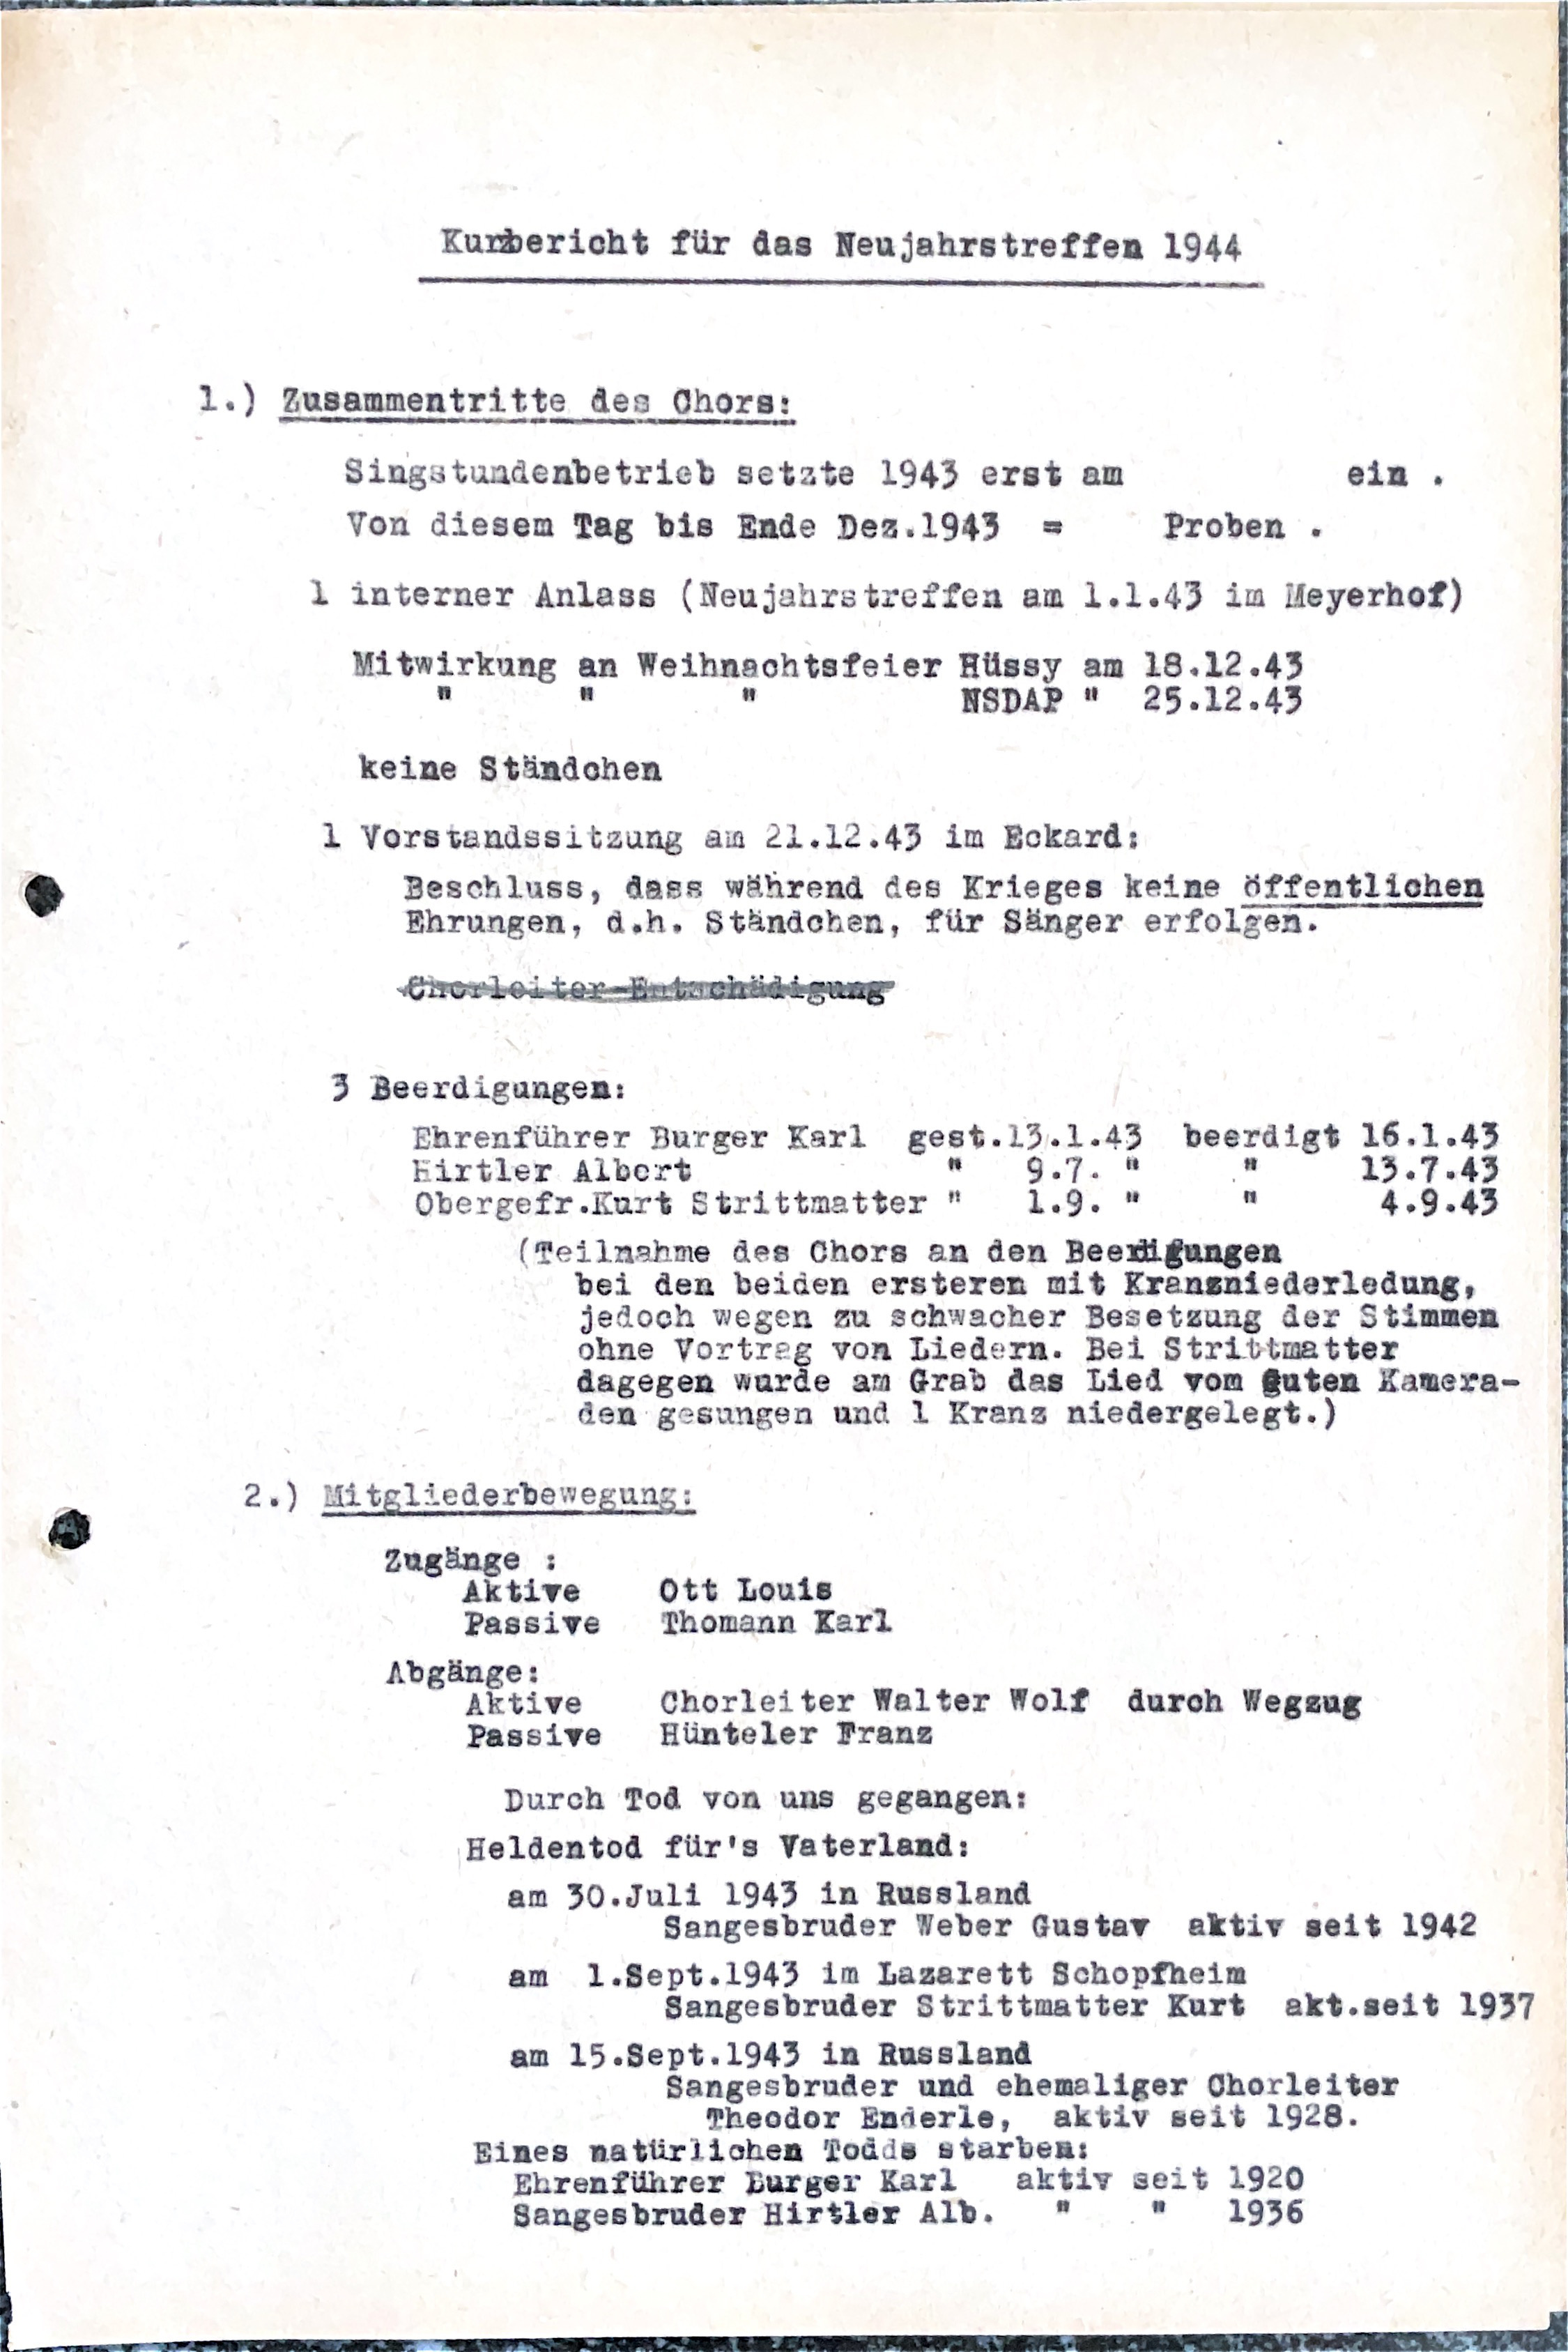 Kurzbericht für das Neujahrstreffen 1944
1.) Zusammentritte des Chors:
Singstundenbetrieb setzte 1943 erst am ein .
Von diesem Tag bis Ende Dez.1943 = Proben .
1 interner Anlass (Neujahrstreffen am 1.1.43 im Meyerhof)
Mitwirkung an Weihnachtsfeier Hüssy am 18.12.43
" " " NSDAP " 25.12.43
keine Ständchen
1 Vorstandssitzung am 21.12.43 im Eckard:
Beschluss, dass während des Krieges keine öffentlichen
Ehrungen, d.h. Ständchen, für Sänger erfolgen.
Chorleiter-Entschädigung
3 Beerdigungen:
Ehrenführer Burger Karl gest.13.1.43 beerdigt 16.1.43
Hirtler Albert " 9.7. " " 13.7.43
Obergefr.Kurt Strittmatter " 1.9. " " 4.9.43
(Teilnahme des Chors an den Beerdifungen
bei den beiden ersteren mit Kranzniederledung,
jedoch wegen zu schwacher Besetzung der Stimmen
ohne Vortrag von Liedern. Bei Strittmatter
dagegen wurde am Grab das Lied vom guten Kamera-
den gesungen und 1 Kranz niedergelegt.)
2.) Mitgliederbewegung:
Zugänge :
Aktive Ott Louis
Passive Thomann Karl
Abgänge:
Aktive Chorleiter Walter Wolf durch Wegzug
Passive Hünteler Franz
Durch Tod von uns gegangen:
Heldentod für's Vaterland:
am 30.Juli 1943 in Russland
Sangesbruder Weber Gustav aktiv seit 1942
am 1.Sept.1943 im Lazarett Schopfheim
Sangesbruder Strittmatter Kurt akt.seit 1937
am 15.Sept.1943 in Russland
Sangesbruder und ehemaliger Chorleiter
Theodor Enderle, aktiv seit 1928.
Eines natürlichen Todds starben:
Ehrenführer Burger Karl aktiv seit 1920
Sangesbruder Hirtler Alb. " " 1936